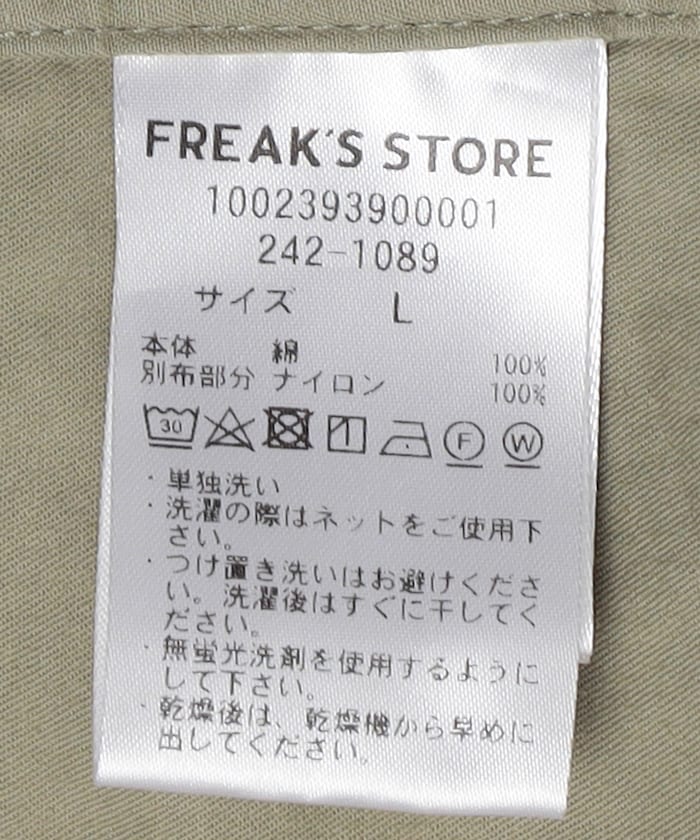 FREAK'S STORE
1002393900001
242-1089
サイズ L
本体 綿 100%
別布部分 ナイロン 100%
30 F W
・単独洗い
・洗濯の際はネットをご使用下
さい。
・つけ置き洗いはお避けくださ
い。洗濯後はすぐに干してく
ださい。
・無蛍光洗剤を使用するように
して下さい。
・乾燥後は、乾燥機から早めに
出してください。